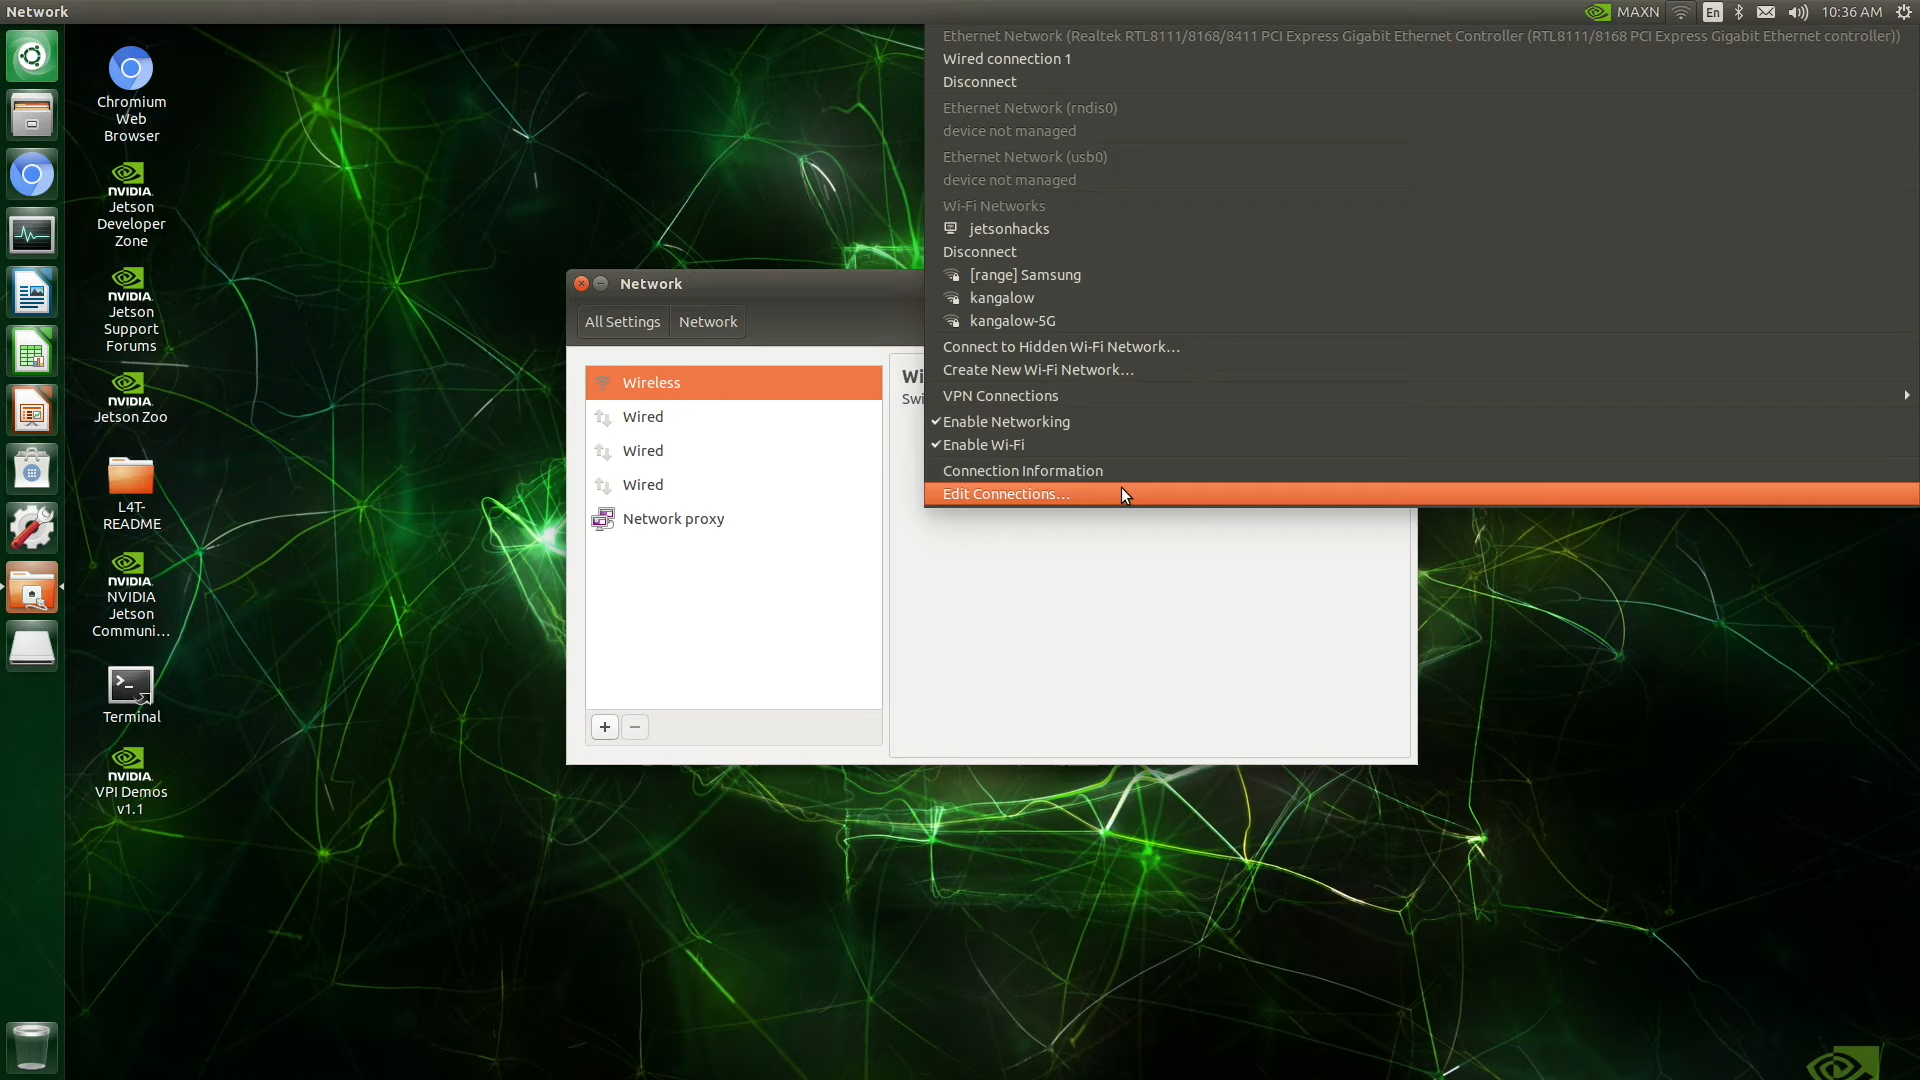 Network
MAXN
En
10:36 AM
Chromium
Web
Browser
NVIDIA.
Jetson
Developer
Zone
NVIDIA.
Jetson
Support
Forums
NVIDIA.
Jetson Zoo
L4T-
README
NVIDIA.
NVIDIA
Jetson
Communi...
Terminal
NVIDIA.
VPI Demos
v1.1
Network
All Settings
Network
Wireless
Wired
Wired
Wired
Network proxy
+
−
Wi
Swi
Ethernet Network (Realtek RTL8111/8168/8411 PCI Express Gigabit Ethernet Controller (RTL8111/8168 PCI Express Gigabit Ethernet controller))
Wired connection 1
Disconnect
Ethernet Network (rndis0)
device not managed
Ethernet Network (usb0)
device not managed
Wi-Fi Networks
jetsonhacks
Disconnect
[range] Samsung
kangalow
kangalow-5G
Connect to Hidden Wi-Fi Network...
Create New Wi-Fi Network...
VPN Connections
Enable Networking
Enable Wi-Fi
Connection Information
Edit Connections...